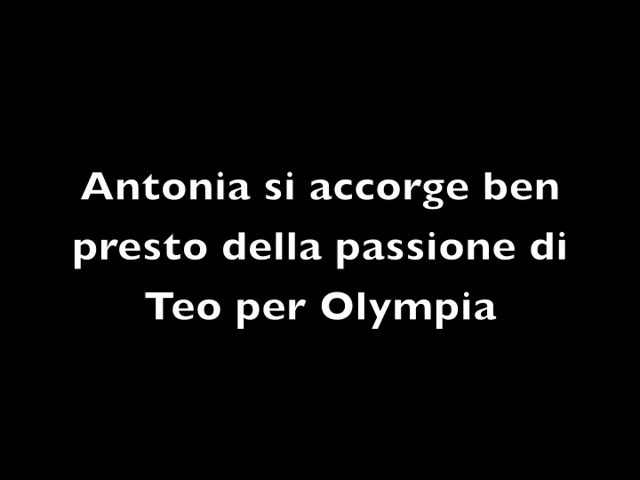 Antonia si accorge ben
presto della passione di
Teo per Olympia